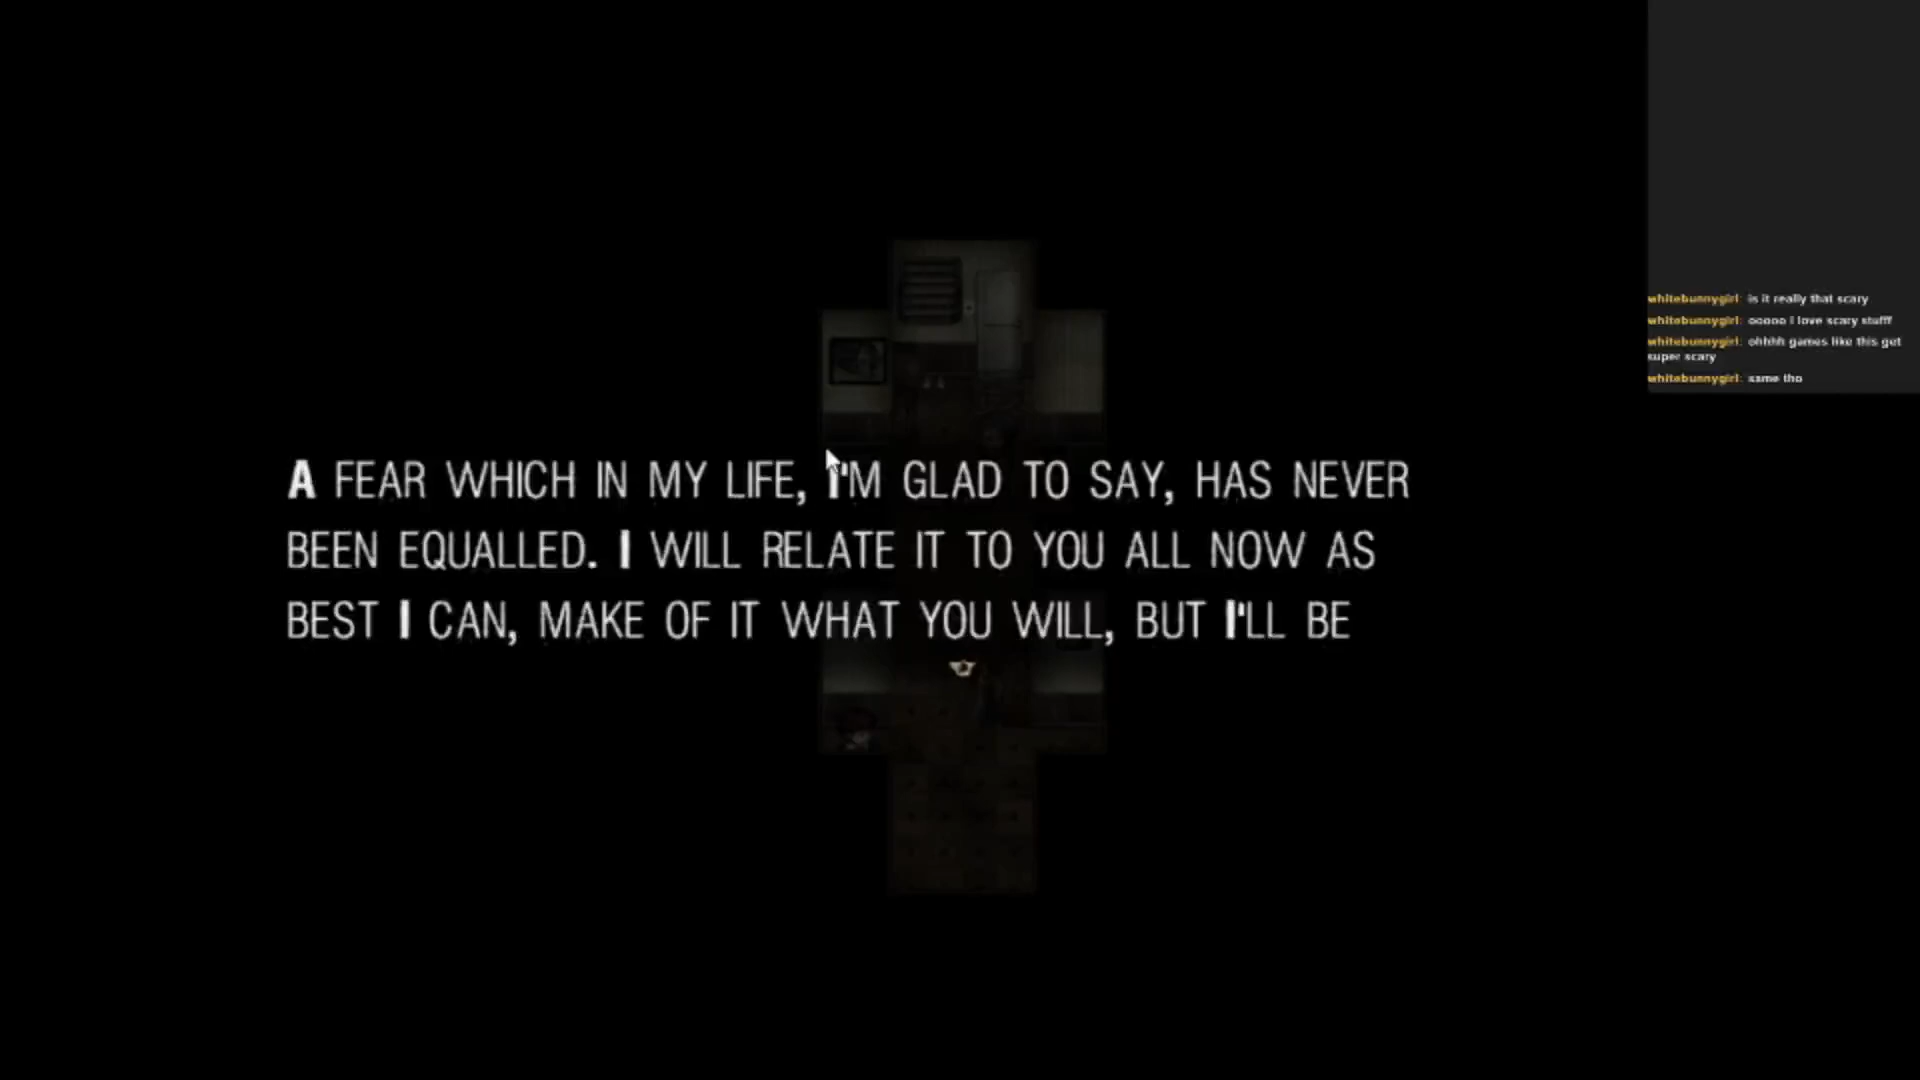 A FEAR WHICH IN MY LIFE, I'M GLAD TO SAY, HAS NEVER
BEEN EQUALLED. I WILL RELATE IT TO YOU ALL NOW AS
BEST I CAN, MAKE OF IT WHAT YOU WILL, BUT I'LL BE
whitebunnygirl: is it really that scary
whitebunnygirl: ooooo I love scary stufff
whitebunnygirl: ohhhh games like this get
super scary
whitebunnygirl: same tho